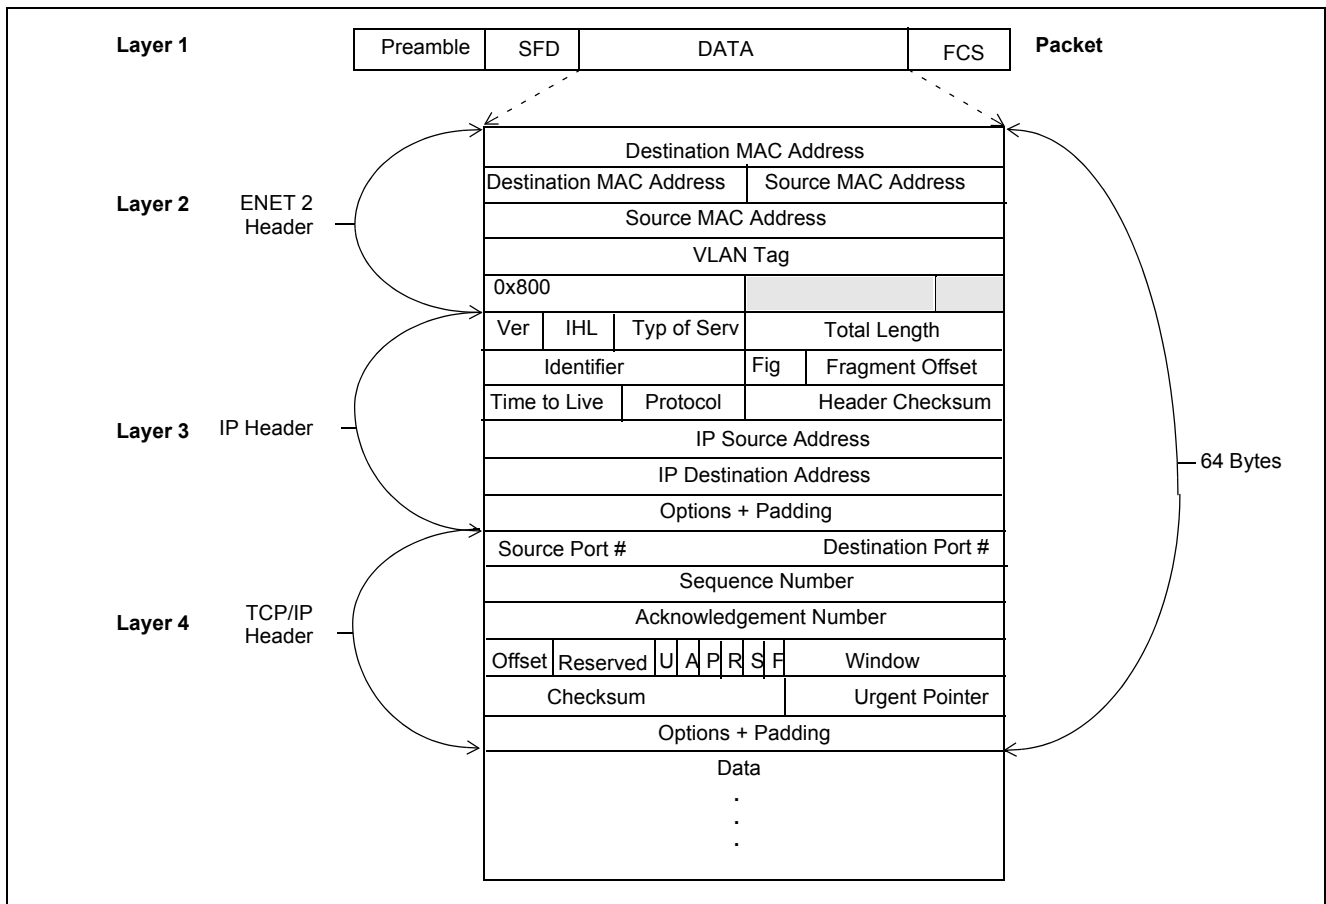 Layer 1 Preamble SFD DATA FCS Packet
Destination MAC Address
Destination MAC Address Source MAC Address
Layer 2 ENET 2 Header
Source MAC Address
VLAN Tag
0x800
Ver IHL Typ of Serv Total Length
Identifier Fig Fragment Offset
Time to Live Protocol Header Checksum
Layer 3 IP Header
IP Source Address
IP Destination Address
64 Bytes
Options + Padding
Source Port # Destination Port #
Sequence Number
Layer 4 TCP/IP Header
Acknowledgement Number
Offset Reserved U A P R S F Window
Checksum Urgent Pointer
Options + Padding
Data
.
.
.